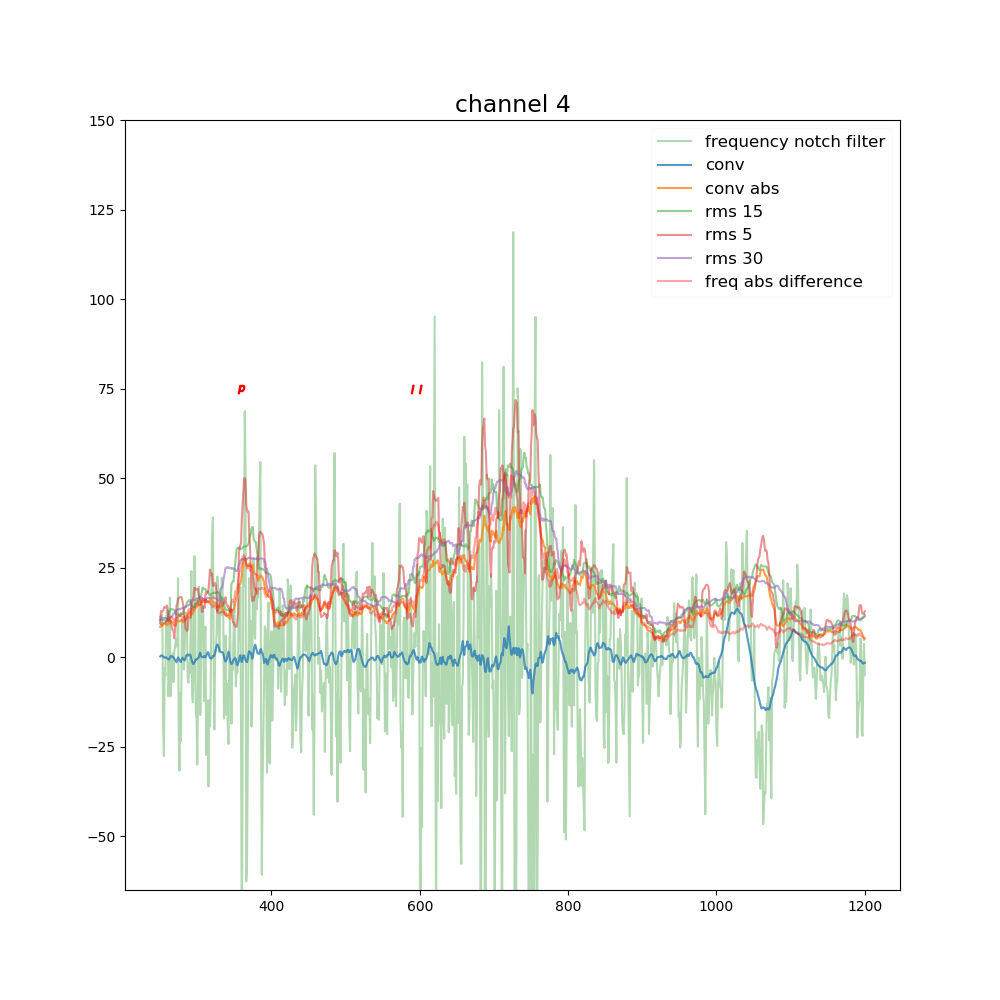 channel 4
150
125
100
75
50
25
0
−25
−50
400
600
800
1000
1200
frequency notch filter
conv
conv abs
rms 15
rms 5
rms 30
freq abs difference
p